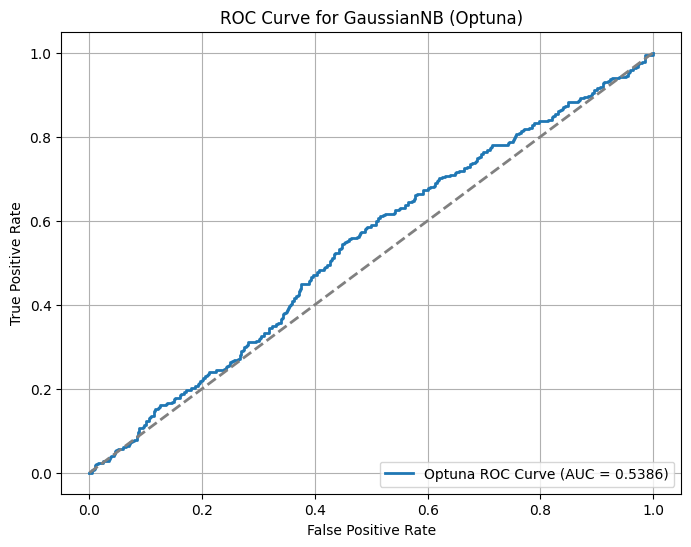 ROC Curve for GaussianNB (Optuna)
True Positive Rate
1.0
0.8
0.6
0.4
0.2
0.0
Optuna ROC Curve (AUC = 0.5386)
0.0 0.2 0.4 0.6 0.8 1.0
False Positive Rate